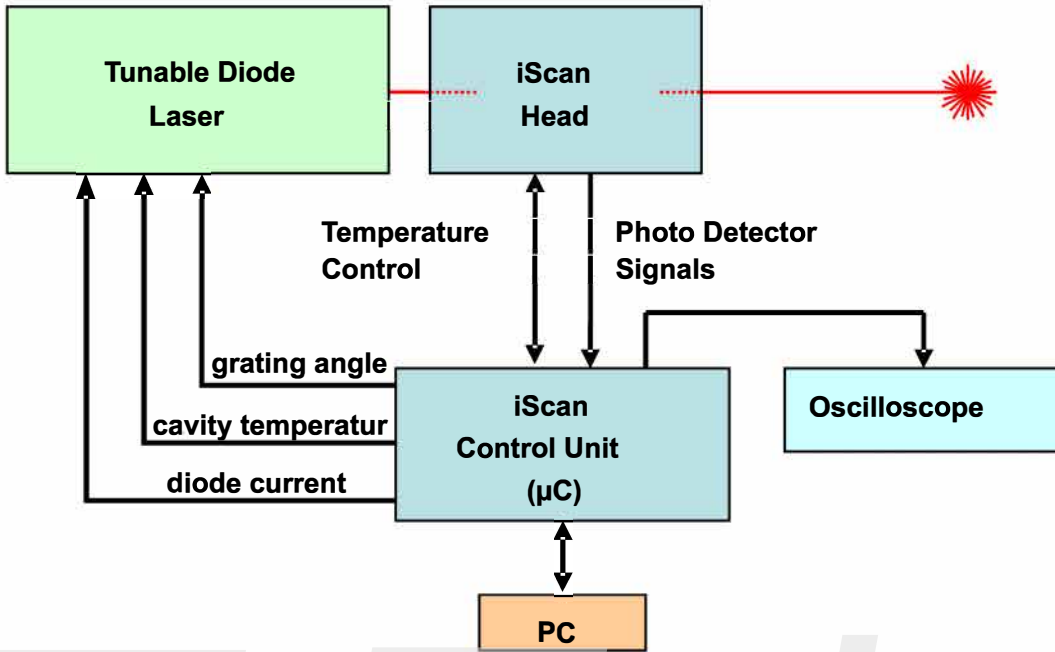 Tunable Diode
Laser
iScan
Head
Temperature
Control
Photo Detector
Signals
grating angle
cavity temperatur
diode current
iScan
Control Unit
(µC)
Oscilloscope
PC